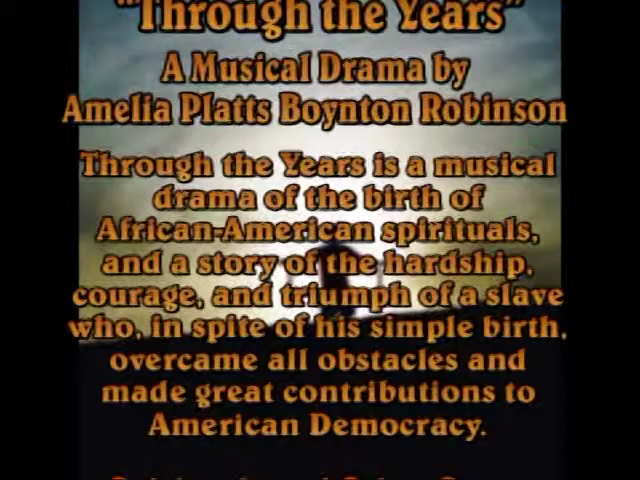 "Through the Years"
A Musical Drama by
Amelia Platts Boynton Robinson
Through the Years is a musical
drama of the birth of
African-American spirituals,
and a story of the hardship,
courage, and triumph of a slave
who, in spite of his simple birth,
overcame all obstacles and
made great contributions to
American Democracy.